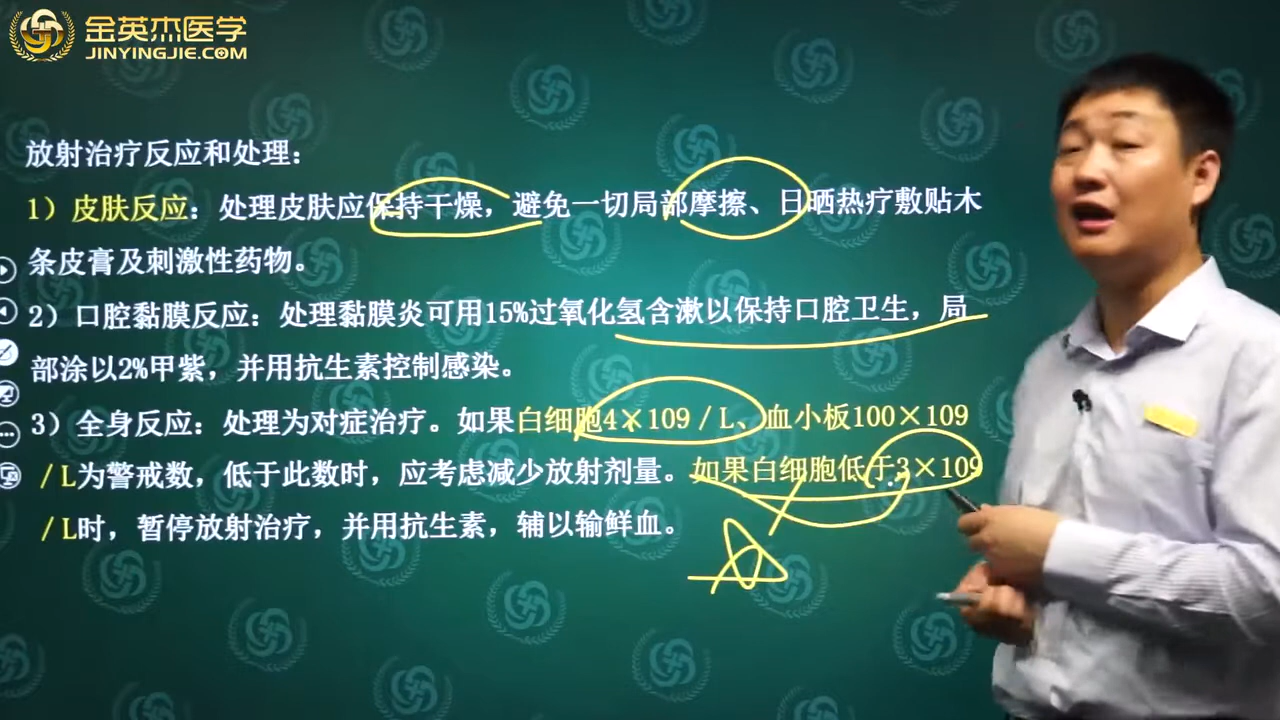 金英杰医学
JINYINGJIE.COM
放射治疗反应和处理：
1）皮肤反应：处理皮肤应保持干燥，避免一切局部摩擦、日晒热疗敷贴木
条皮膏及刺激性药物。
2）口腔黏膜反应：处理黏膜炎可用15%过氧化氢含漱以保持口腔卫生，局
部涂以2%甲紫，并用抗生素控制感染。
3）全身反应：处理为对症治疗。如果白细胞4×109／L、血小板100×109
／L为警戒数，低于此数时，应考虑减少放射剂量。如果白细胞低于3×109
／L时，暂停放射治疗，并用抗生素，辅以输鲜血。